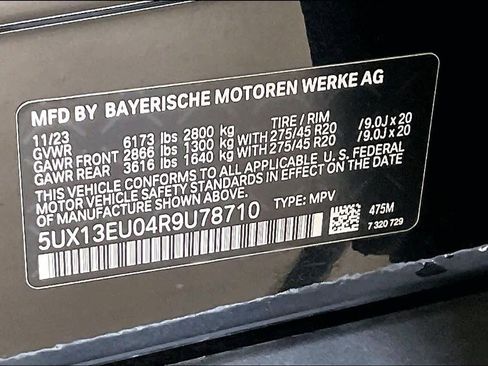 MFD BY BAYERISCHE MOTOREN WERKE AG
11/23 TIRE / RIM
GVWR 6173 lbs 2800 kg
GAWR FRONT 2866 lbs 1300 kg WITH 275/45 R20 /9.0J x 20
GAWR REAR 3616 lbs 1640 kg WITH 275/45 R20 /9.0J x 20
THIS VEHICLE CONFORMS TO ALL APPLICABLE U. S. FEDERAL
MOTOR VEHICLE SAFETY STANDARDS IN EFFECT ON THE
DATE OF MANUFACTURE SHOWN ABOVE.
5UX13EU04R9U78710 TYPE: MPV
475M
7 320 729